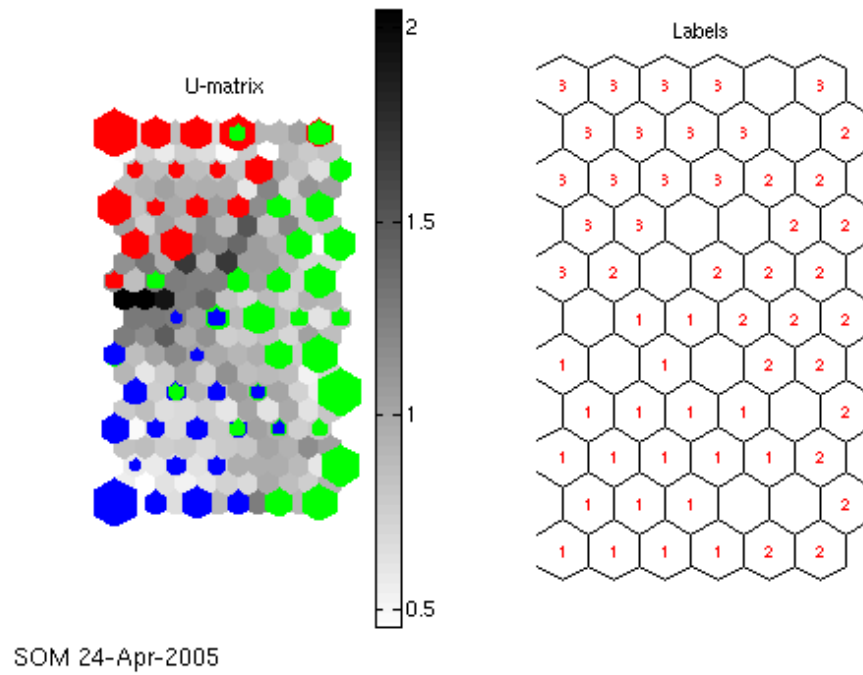 U-matrix
2
1.5
1
0.5
Labels
3 3 3 3 3
3 3 3 3 2
3 3 3 3 2 2
3 3 2 2
3 2 2 2 2
1 1 2 2 2
1 1 2 2
1 1 1 1 2
1 1 1 1 1 2
1 1 1 2
1 1 1 1 2 2
SOM 24-Apr-2005